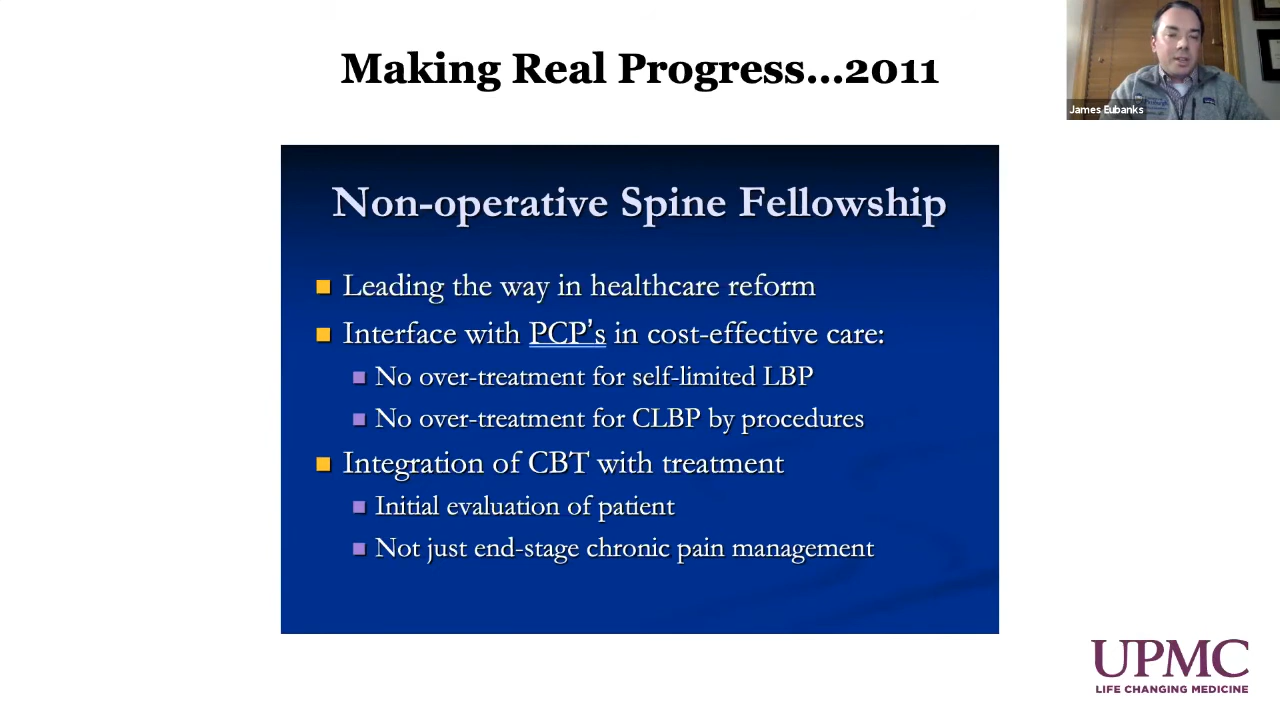 Making Real Progress...2011
James Eubanks
Non-operative Spine Fellowship
Leading the way in healthcare reform
Interface with PCP's in cost-effective care:
No over-treatment for self-limited LBP
No over-treatment for CLBP by procedures
Integration of CBT with treatment
Initial evaluation of patient
Not just end-stage chronic pain management
UPMC
LIFE CHANGING MEDICINE